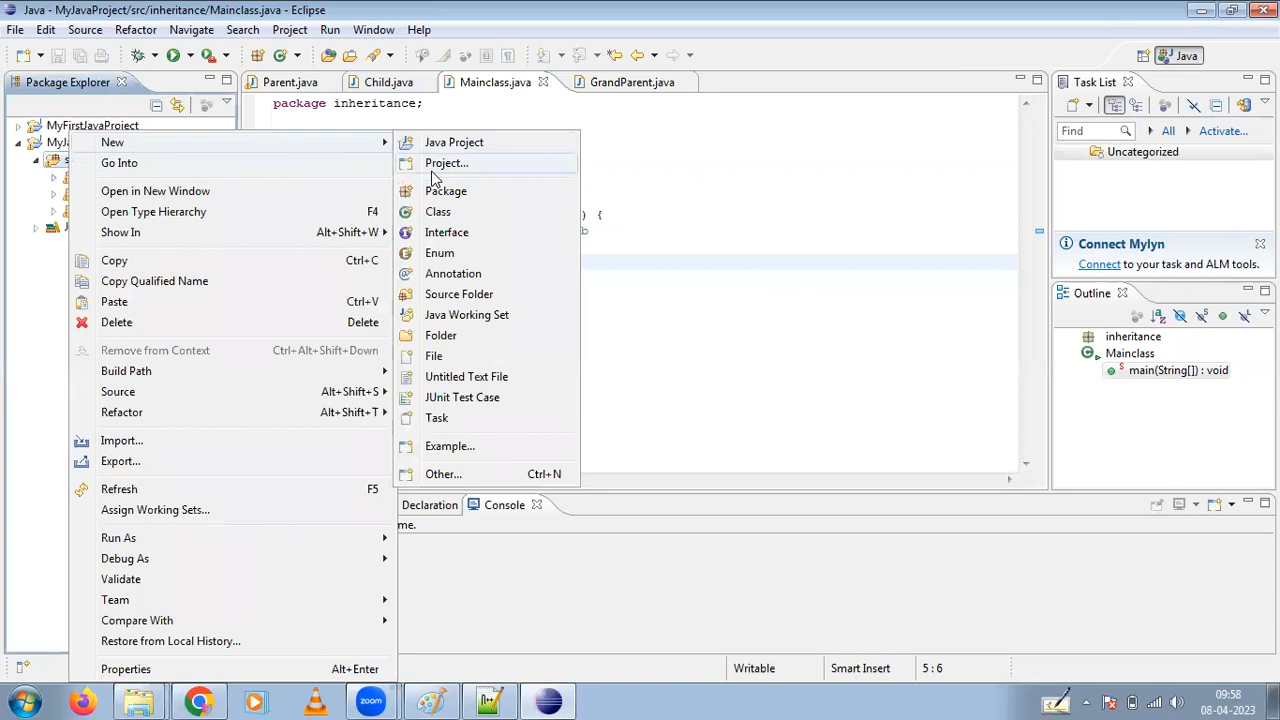 Java - MyJavaProject/src/inheritance/Mainclass.java - Eclipse
File Edit Source Refactor Navigate Search Project Run Window Help
Java
Package Explorer
Parent.java Child.java Mainclass.java GrandParent.java
Task List
package inheritance;
Find All Activate...
Uncategorized
MyFirstJavaProject
New
Java Project
Go Into
Project...
Open in New Window
Package
Open Type Hierarchy F4
Class
) {
Show In Alt+Shift+W
Interface
Connect Mylyn
Connect to your task and ALM tools.
Copy Ctrl+C
Enum
Copy Qualified Name
Annotation
Paste Ctrl+V
Source Folder
Outline
Delete Delete
Java Working Set
Folder
inheritance
Remove from Context Ctrl+Alt+Shift+Down
File
Mainclass
Build Path
Untitled Text File
main(String[]) : void
Source Alt+Shift+S
JUnit Test Case
Refactor Alt+Shift+T
Task
Import...
Example...
Export...
Other... Ctrl+N
Refresh F5
Declaration Console
Assign Working Sets...
me.
Run As
Debug As
Validate
Team
Compare With
Restore from Local History...
Properties Alt+Enter
Writable Smart Insert 5 : 6
zoom
09:58
08-04-2023